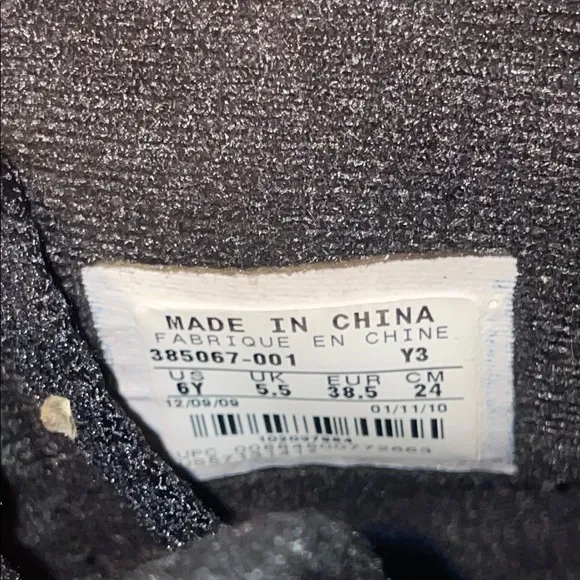 MADE IN CHINA
FABRIQUE EN CHINE
385067-001 Y3
US UK EUR CM
6Y 5.5 38.5 24
12/09/09 01/11/10
UPC